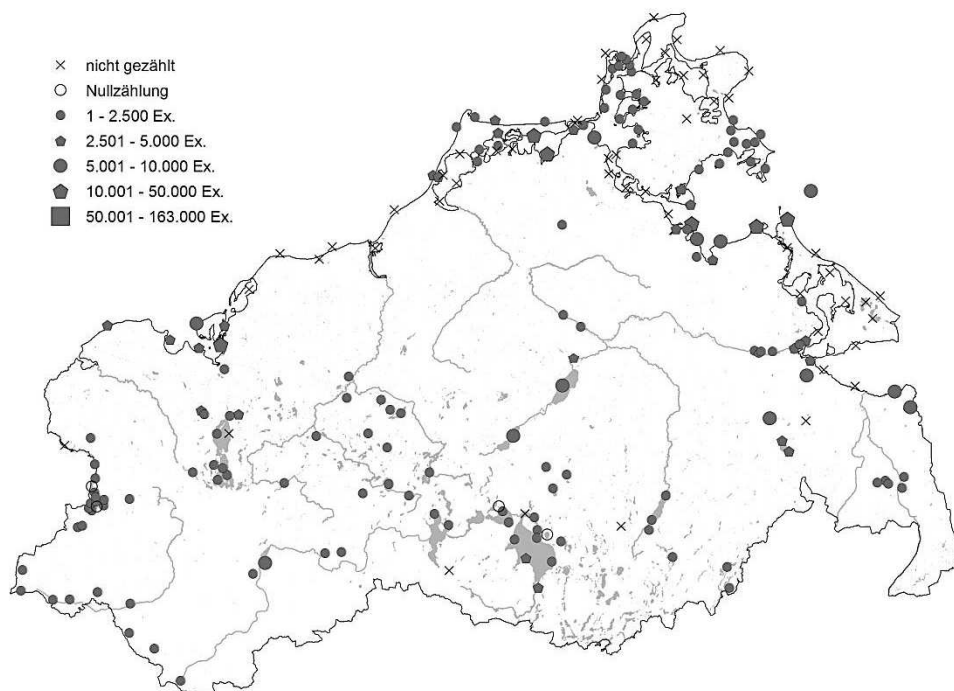 nicht gezählt
Nullzählung
1 - 2.500 Ex.
2.501 - 5.000 Ex.
5.001 - 10.000 Ex.
10.001 - 50.000 Ex.
50.001 - 163.000 Ex.